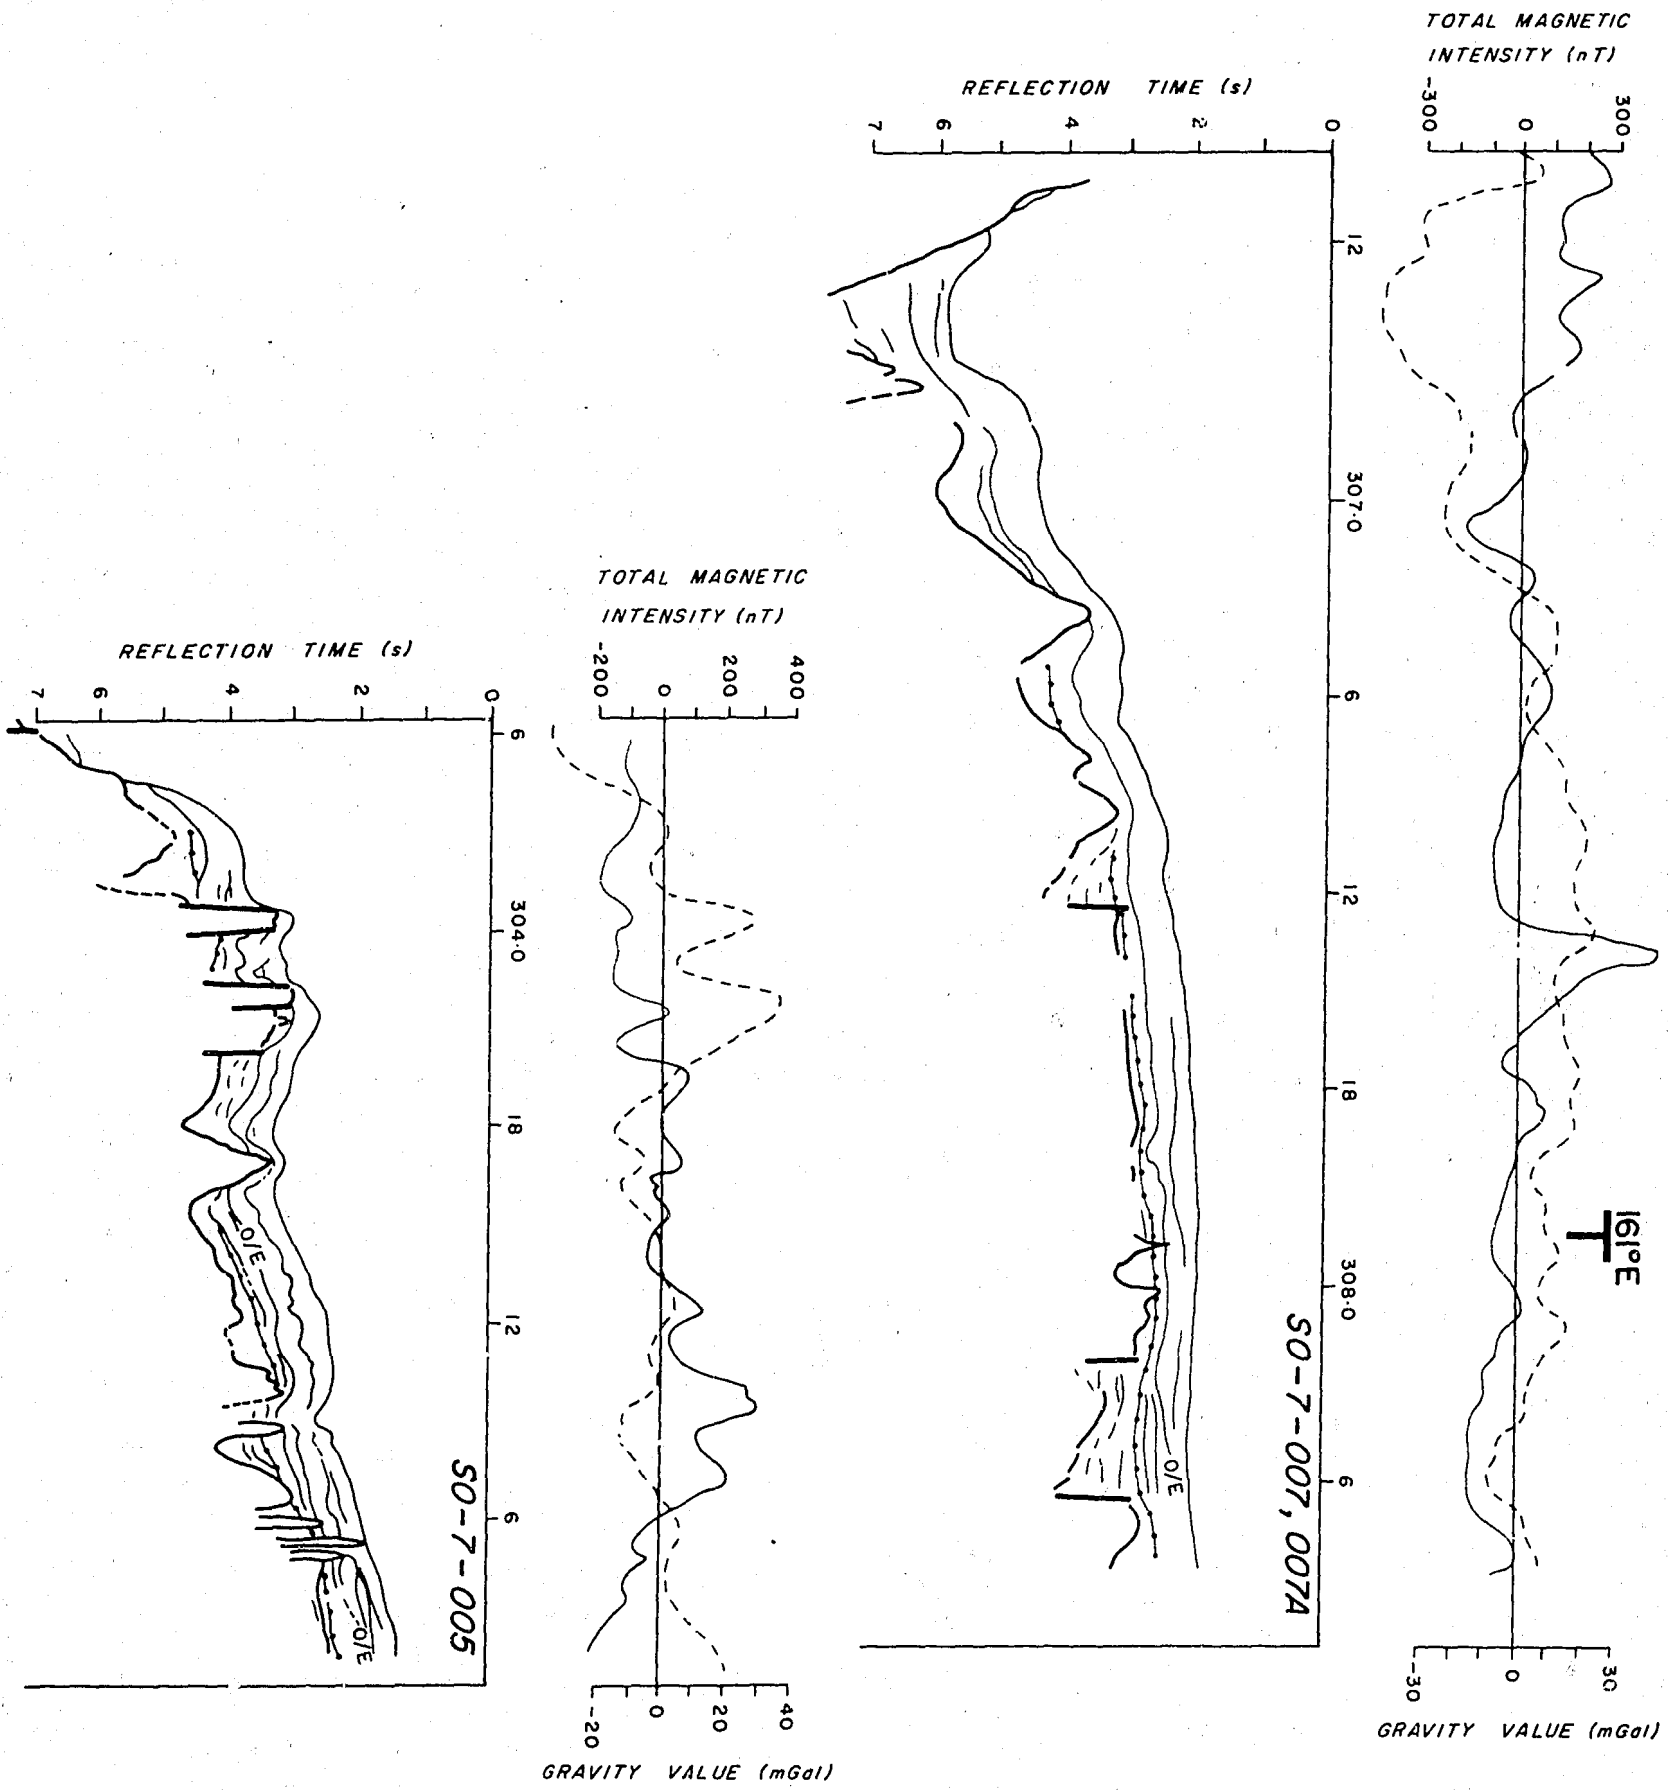 TOTAL MAGNETIC
INTENSITY (nT)
-300
0
300
REFLECTION TIME (s)
7
6
4
2
0
12
307·0
6
12
18
308·0
6
161°E
SO-7-007, 007A
O/E
-30
0
30
GRAVITY VALUE (mGal)
TOTAL MAGNETIC
INTENSITY (nT)
-200
0
200
400
REFLECTION TIME (s)
7
6
4
2
0
6
304·0
18
12
6
O/E
O/E
SO-7-005
-20
0
20
40
GRAVITY VALUE (mGal)